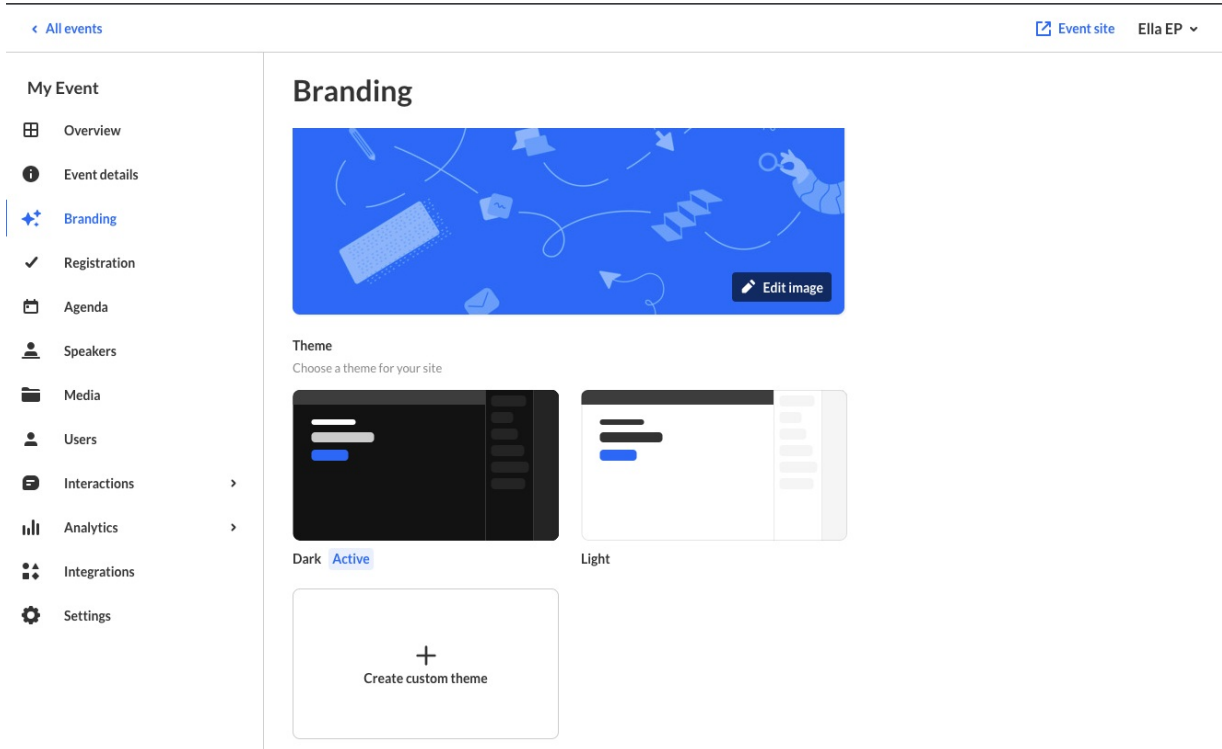 All events
Event site
Ella EP
My Event
Overview
Event details
Branding
Registration
Agenda
Speakers
Media
Users
Interactions
Analytics
Integrations
Settings
Branding
Edit image
Theme
Choose a theme for your site
Dark Active
Light
Create custom theme